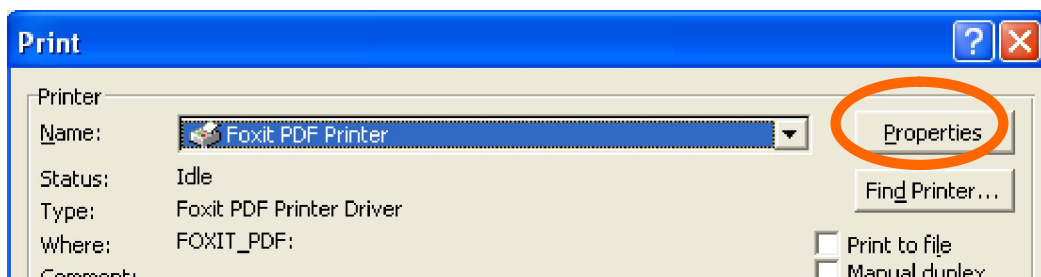 Print
Printer
Name: Foxit PDF Printer Properties
Status: Idle Find Printer...
Type: Foxit PDF Printer Driver
Where: FOXIT_PDF: Print to file
Comment: Manual duplex